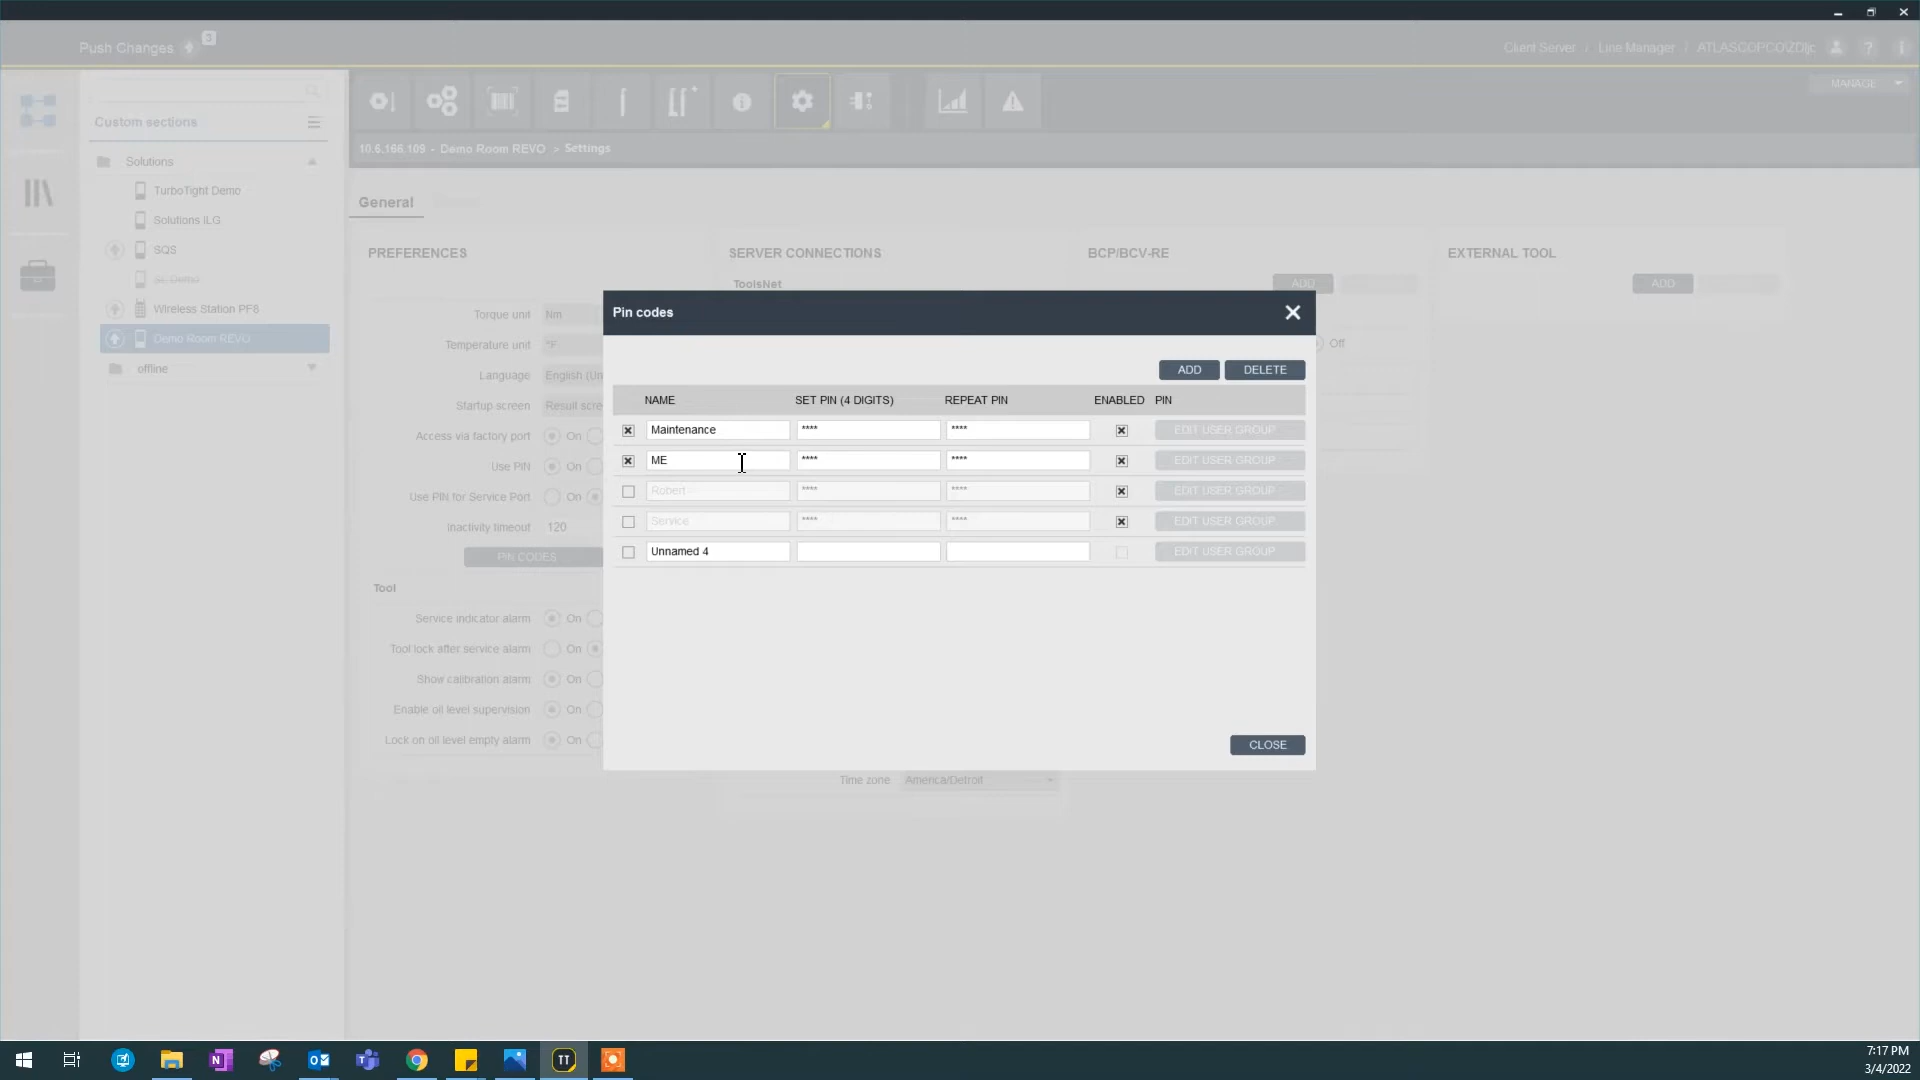 Push Changes 3
Client Server / Line Manager / ATLASCOPCO\ZDljc ?
MANAGE
Custom sections
10.6.166.109 - Demo Room REVO > Settings
Solutions
TurboTight Demo
Solutions ILG
SQS
SL Demo
Wireless Station PF8
Demo Room REVO
offline
General
PREFERENCES
Torque unit Nm
Temperature unit °F
Language English (Un
Startup screen Result scre
Access via factory port On
Use PIN On
Use PIN for Service Port On
Inactivity timeout 120
PIN CODES
Tool
Service indicator alarm On
Tool lock after service alarm On
Show calibration alarm On
Enable oil level supervision On
Lock on oil level empty alarm On
SERVER CONNECTIONS
ToolsNet
BCP/BCV-RE
ADD
Off
EXTERNAL TOOL
ADD
Pin codes
ADD DELETE
NAME SET PIN (4 DIGITS) REPEAT PIN ENABLED PIN
Maintenance **** **** EDIT USER GROUP
ME **** **** EDIT USER GROUP
Robert **** **** EDIT USER GROUP
Service **** **** EDIT USER GROUP
Unnamed 4 EDIT USER GROUP
CLOSE
Time zone America/Detroit
7:17 PM
3/4/2022